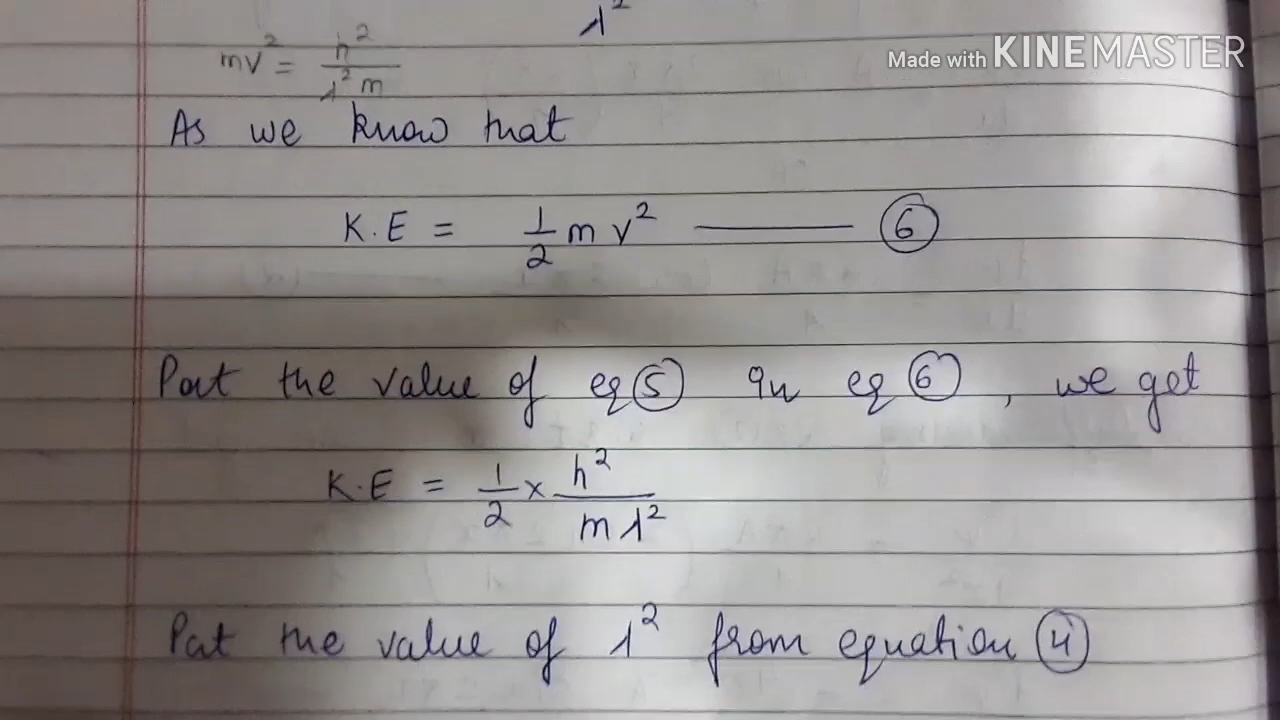 λ²
Made with KINEMASTER
mv² = h²/λ²m
As we know that
K.E = 1/2 m v² ——— ⑥
Put the value of eq ⑤ in eq ⑥, we get
K.E = 1/2 × h²/mλ²
Put the value of λ² from equation ④